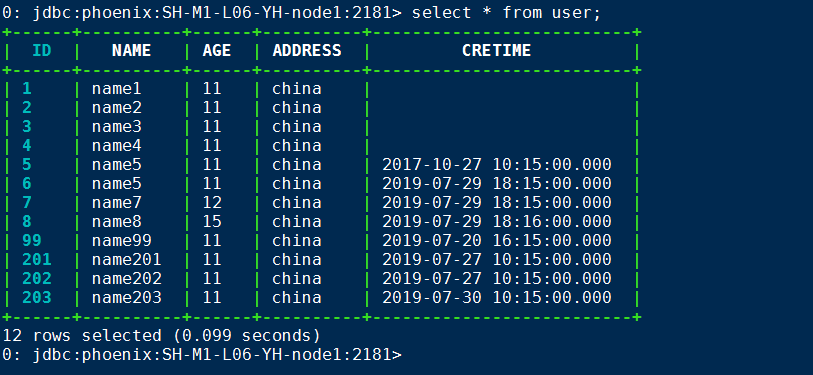 0: jdbc:phoenix:SH-M1-L06-YH-node1:2181> select * from user;
+------+----------+------+----------+--------------------------+
|  ID  |   NAME   | AGE  | ADDRESS  |         CRETIME          |
+------+----------+------+----------+--------------------------+
| 1    | name1    | 11   | china    |                          |
| 2    | name2    | 11   | china    |                          |
| 3    | name3    | 11   | china    |                          |
| 4    | name4    | 11   | china    |                          |
| 5    | name5    | 11   | china    | 2017-10-27 10:15:00.000  |
| 6    | name5    | 11   | china    | 2019-07-29 18:15:00.000  |
| 7    | name7    | 12   | china    | 2019-07-29 18:15:00.000  |
| 8    | name8    | 15   | china    | 2019-07-29 18:16:00.000  |
| 99   | name99   | 11   | china    | 2019-07-20 16:15:00.000  |
| 201  | name201  | 11   | china    | 2019-07-27 10:15:00.000  |
| 202  | name202  | 11   | china    | 2019-07-27 10:15:00.000  |
| 203  | name203  | 11   | china    | 2019-07-30 10:15:00.000  |
+------+----------+------+----------+--------------------------+
12 rows selected (0.099 seconds)
0: jdbc:phoenix:SH-M1-L06-YH-node1:2181>